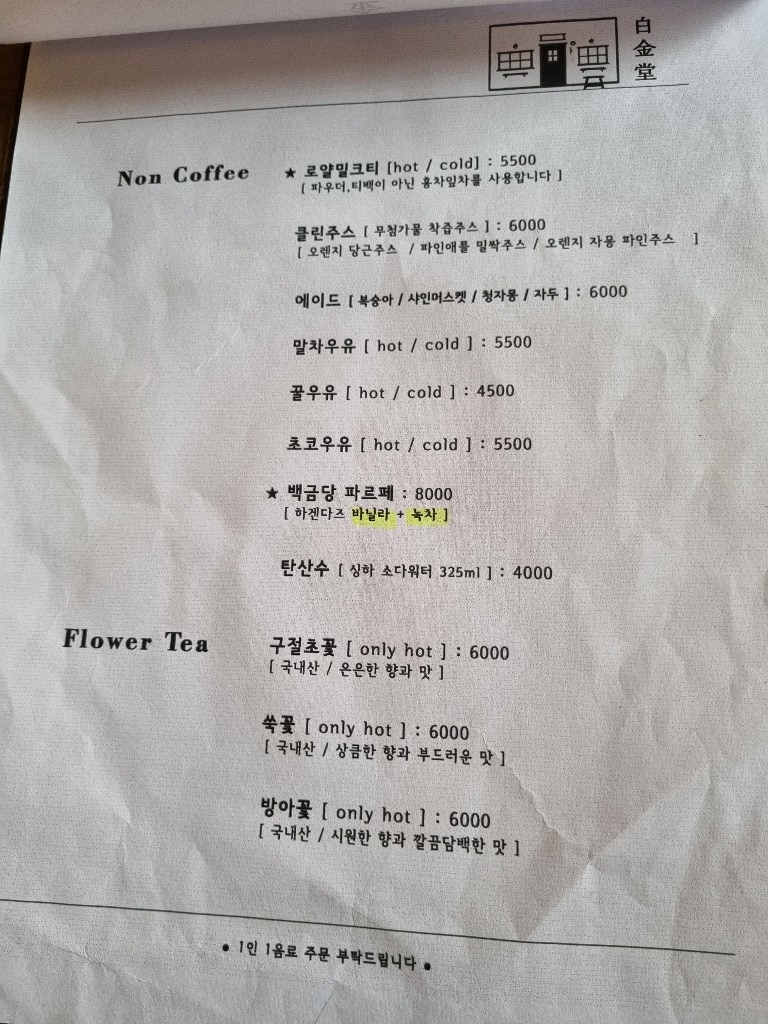 白金堂
Non Coffee
★ 로얄밀크티 [hot / cold] : 5500
[ 파우더,티백이 아닌 홍차잎차를 사용합니다 ]
클린주스 [ 무첨가물 착즙주스 ] : 6000
[ 오렌지 당근주스 / 파인애플 밀싹주스 / 오렌지 자몽 파인주스 ]
에이드 [ 복숭아 / 샤인머스켓 / 청자몽 / 자두 ] : 6000
말차우유 [ hot / cold ] : 5500
꿀우유 [ hot / cold ] : 4500
초코우유 [ hot / cold ] : 5500
★ 백금당 파르페 : 8000
[ 하겐다즈 바닐라 + 녹차 ]
탄산수 [ 싱하 소다워터 325ml ] : 4000
Flower Tea
구절초꽃 [ only hot ] : 6000
[ 국내산 / 은은한 향과 맛 ]
쑥꽃 [ only hot ] : 6000
[ 국내산 / 상큼한 향과 부드러운 맛 ]
방아꽃 [ only hot ] : 6000
[ 국내산 / 시원한 향과 깔끔담백한 맛 ]
• 1인 1음료 주문 부탁드립니다 •